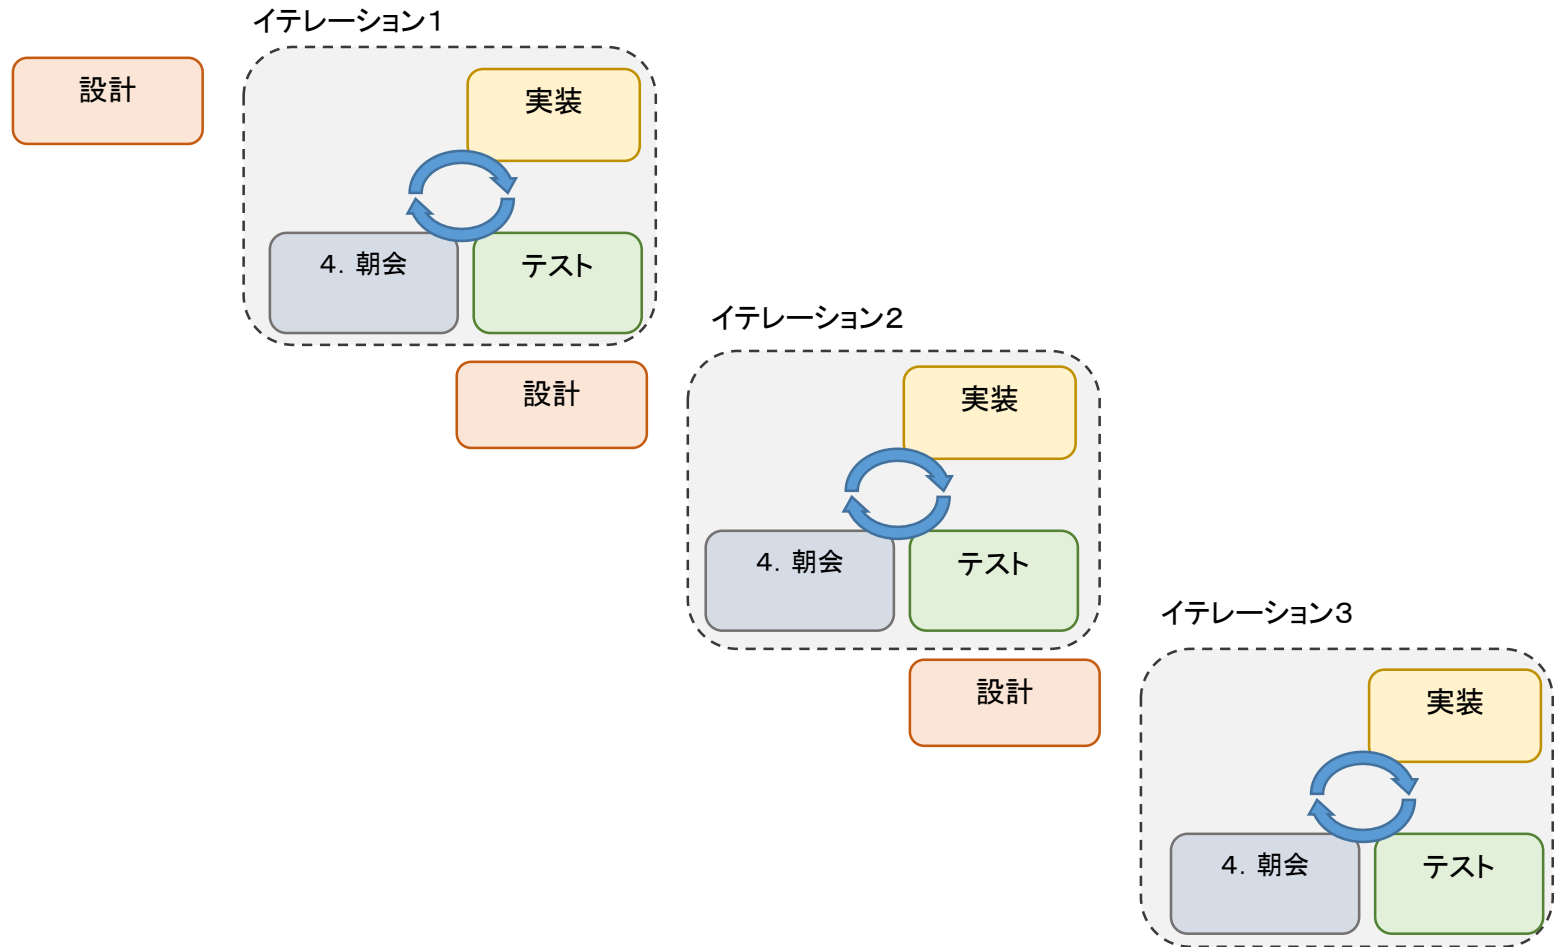 イテレーション１
設計
実装
４．朝会
テスト
イテレーション２
設計
実装
４．朝会
テスト
イテレーション３
設計
実装
４．朝会
テスト